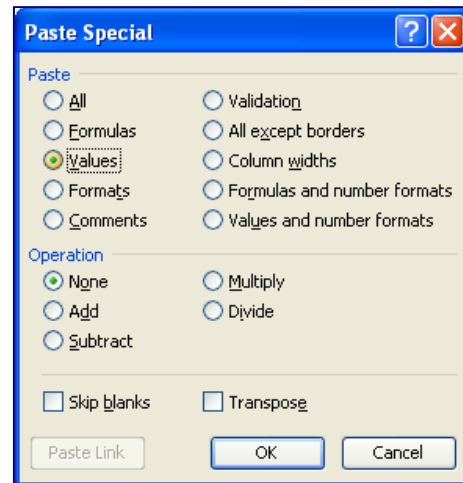 Paste Special
Paste
All Validation
Formulas All except borders
Values Column widths
Formats Formulas and number formats
Comments Values and number formats
Operation
None Multiply
Add Divide
Subtract
Skip blanks Transpose
Paste Link OK Cancel